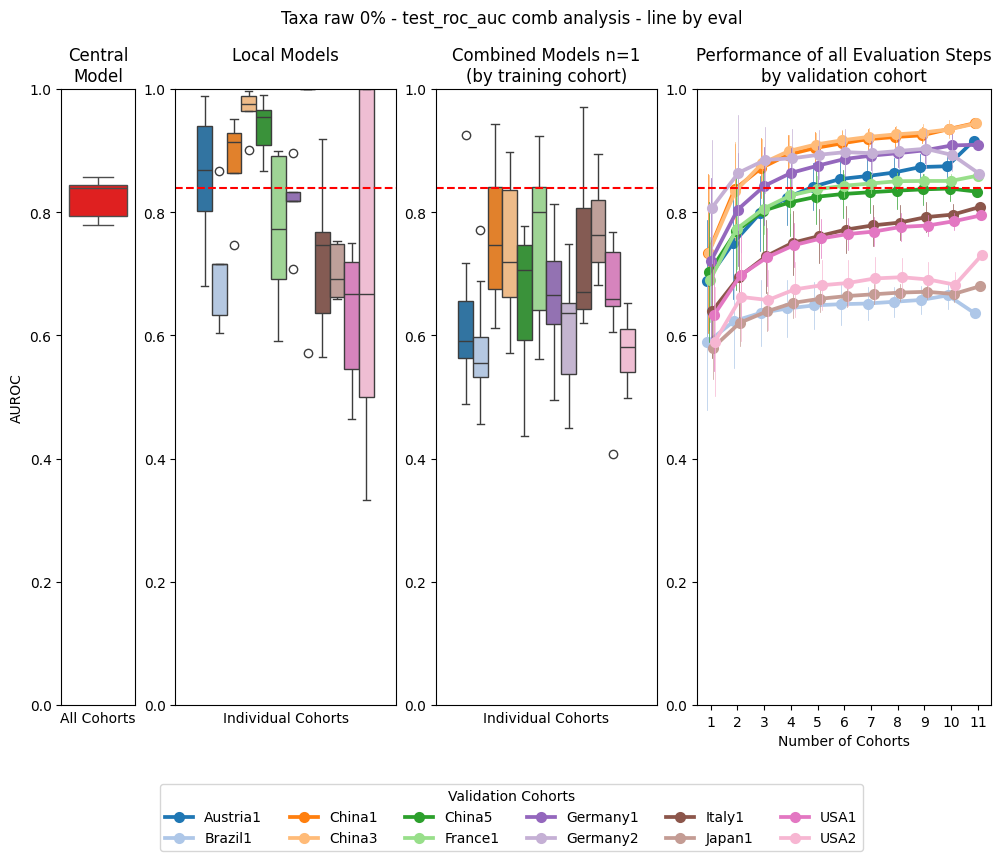 Taxa raw 0% - test_roc_auc comb analysis - line by eval
Central
Model
Local Models
Combined Models n=1
(by training cohort)
Performance of all Evaluation Steps
by validation cohort
AUROC
1.0
0.8
0.6
0.4
0.2
0.0
All Cohorts
1.0
0.8
0.6
0.4
0.2
0.0
Individual Cohorts
1.0
0.8
0.6
0.4
0.2
0.0
Individual Cohorts
1.0
0.8
0.6
0.4
0.2
0.0
1 2 3 4 5 6 7 8 9 10 11
Number of Cohorts
Validation Cohorts
Austria1 China1 China5 Germany1 Italy1 USA1
Brazil1 China3 France1 Germany2 Japan1 USA2